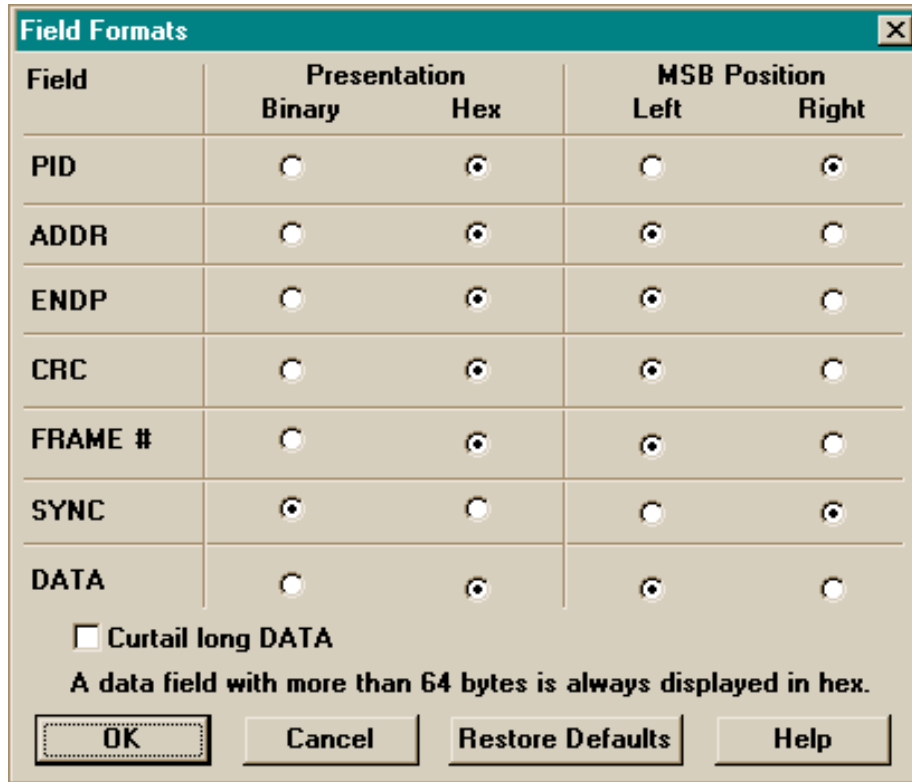 Field Formats
Field Presentation MSB Position
Binary Hex Left Right
PID
ADDR
ENDP
CRC
FRAME #
SYNC
DATA
Curtail long DATA
A data field with more than 64 bytes is always displayed in hex.
OK Cancel Restore Defaults Help